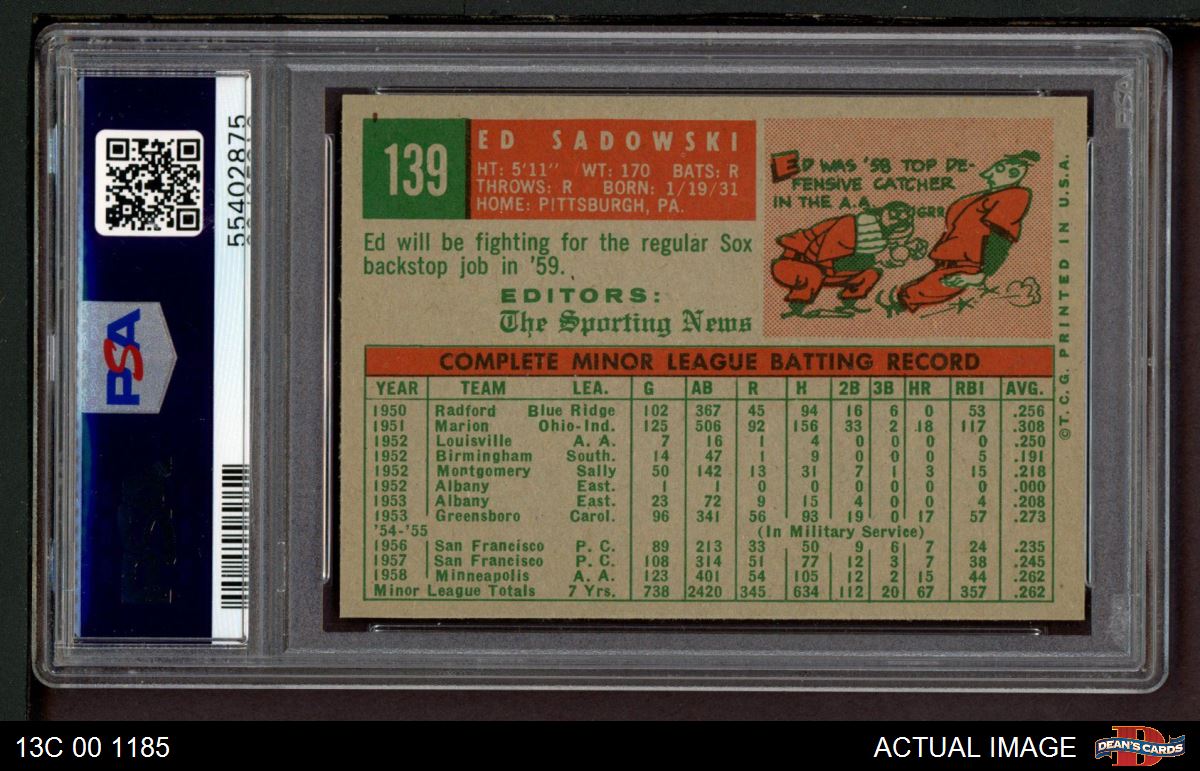 PSA
55402875
139
ED SADOWSKI
HT: 5'11" WT: 170 BATS: R
THROWS: R BORN: 1/19/31
HOME: PITTSBURGH, PA.
Ed will be fighting for the regular Sox
backstop job in '59.
EDITORS:
The Sporting News
ED WAS '58 TOP DE-
FENSIVE CATCHER
IN THE A.A.
GRR
©T. C. G. PRINTED IN U.S.A.
COMPLETE MINOR LEAGUE BATTING RECORD
YEAR TEAM LEA. G AB R H 2B 3B HR RBI AVG.
1950 Radford Blue Ridge 102 367 45 94 16 6 0 53 .256
1951 Marion Ohio-Ind. 125 506 92 156 33 2 18 117 .308
1952 Louisville A. A. 7 16 1 4 0 0 0 0 .250
1952 Birmingham South. 14 47 1 9 0 0 0 5 .191
1952 Montgomery Sally 50 142 13 31 7 1 3 15 .218
1952 Albany East. 1 1 0 0 0 0 0 0 .000
1953 Albany East. 23 72 9 15 4 0 0 4 .208
1953 Greensboro Carol. 96 341 56 93 19 0 17 57 .273
'54-'55 (In Military Service)
1956 San Francisco P. C. 89 213 33 50 9 6 7 24 .235
1957 San Francisco P. C. 108 314 51 77 12 3 7 38 .245
1958 Minneapolis A. A. 123 401 54 105 12 2 15 44 .262
Minor League Totals 7 Yrs. 738 2420 345 634 112 20 67 357 .262
13C 00 1185
ACTUAL IMAGE
DEAN'S CARDS